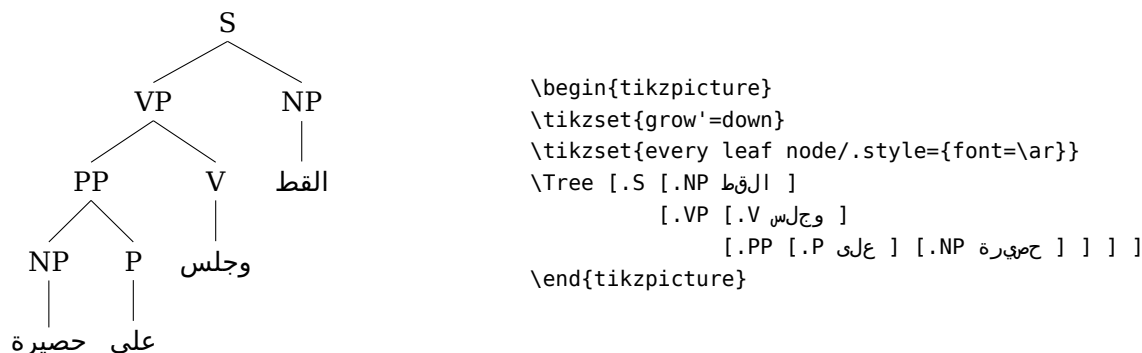 S
VP NP
PP V القط
NP P وجلس
حصيرة على
\begin{tikzpicture}
\tikzset{grow'=down}
\tikzset{every leaf node/.style={font=\ar}}
\Tree [.S [.NP القط ]
[.VP [.V وجلس ]
[.PP [.P على ] [.NP حصيرة ] ] ] ]
\end{tikzpicture}